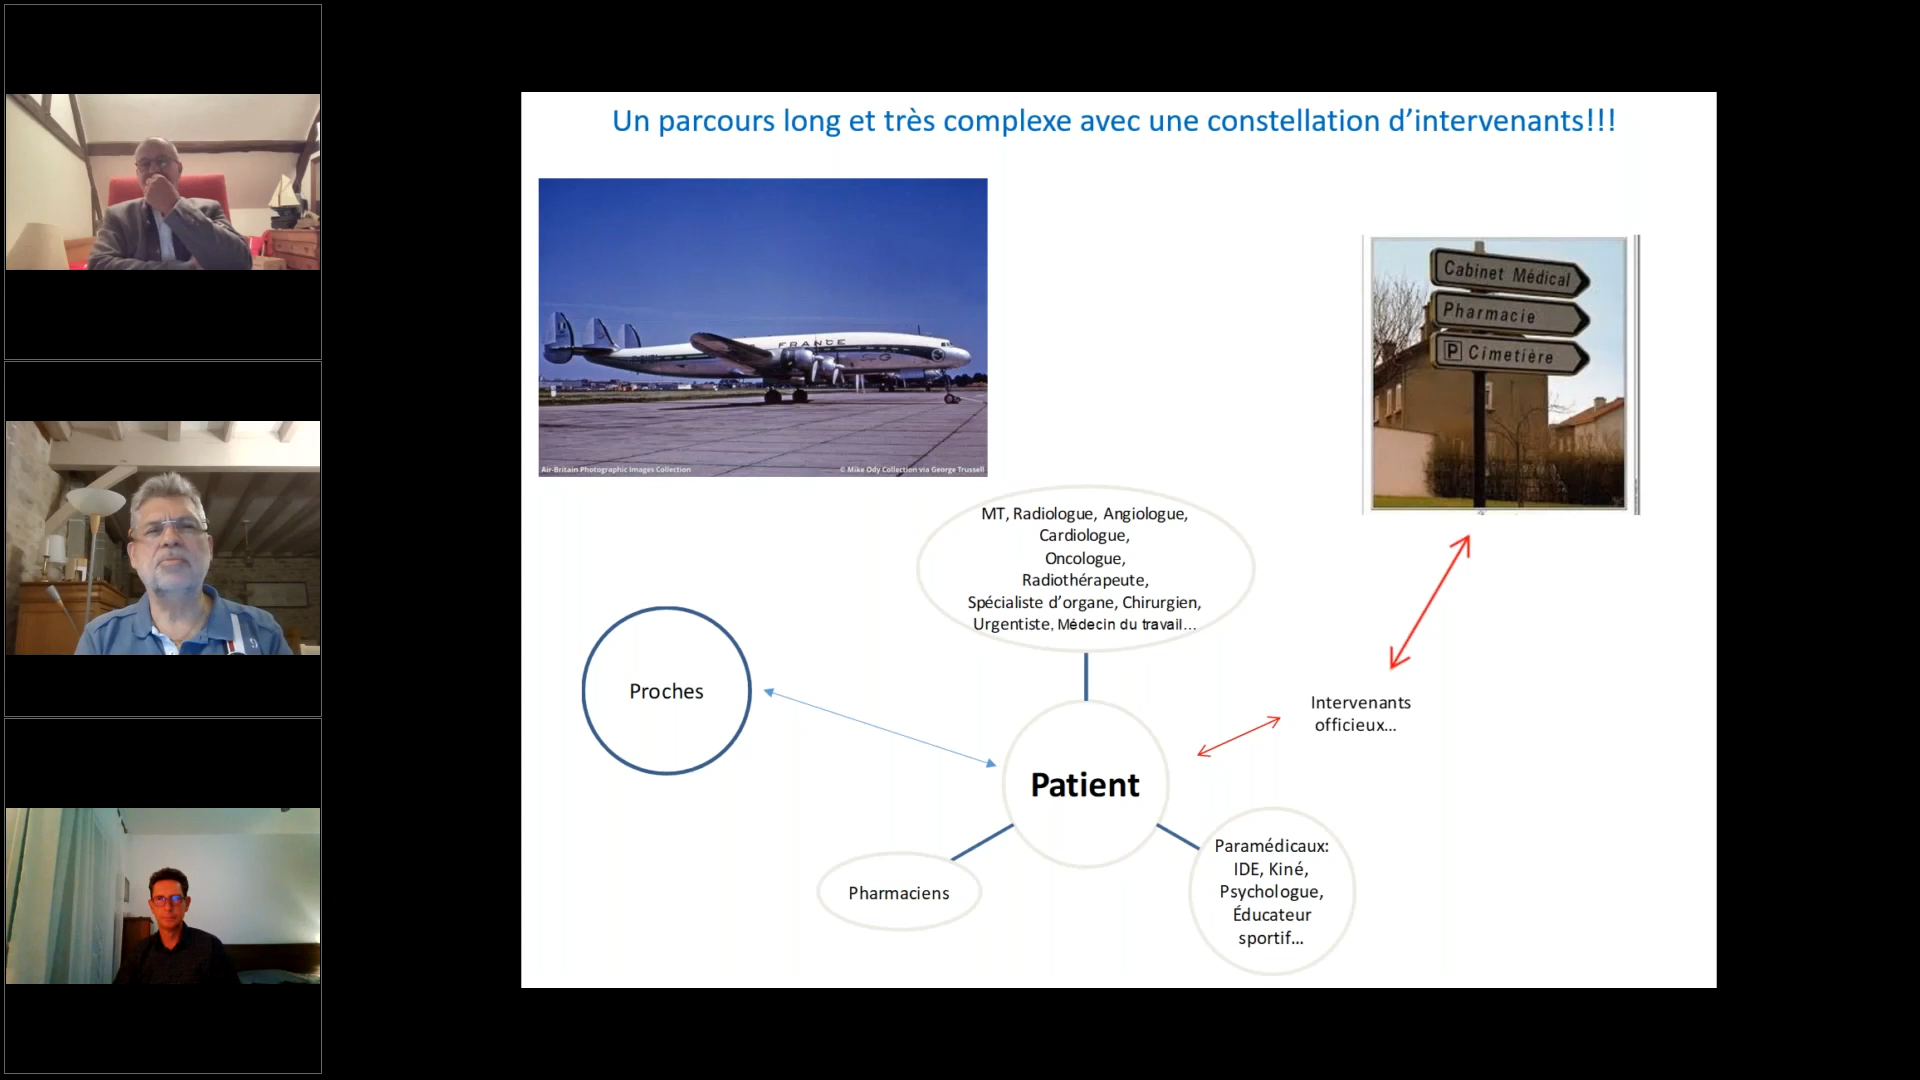 Un parcours long et très complexe avec une constellation d’intervenants!!!
FRANCE
Air-Britain Photographic Images Collection
© Mike Ody Collection via George Trussell
Cabinet Médical
Pharmacie
P Cimetière
MT, Radiologue, Angiologue,
Cardiologue,
Oncologue,
Radiothérapeute,
Spécialiste d’organe, Chirurgien,
Urgentiste, Médecin du travail…
Proches
Intervenants
officieux…
Patient
Pharmaciens
Paramédicaux:
IDE, Kiné,
Psychologue,
Éducateur
sportif…